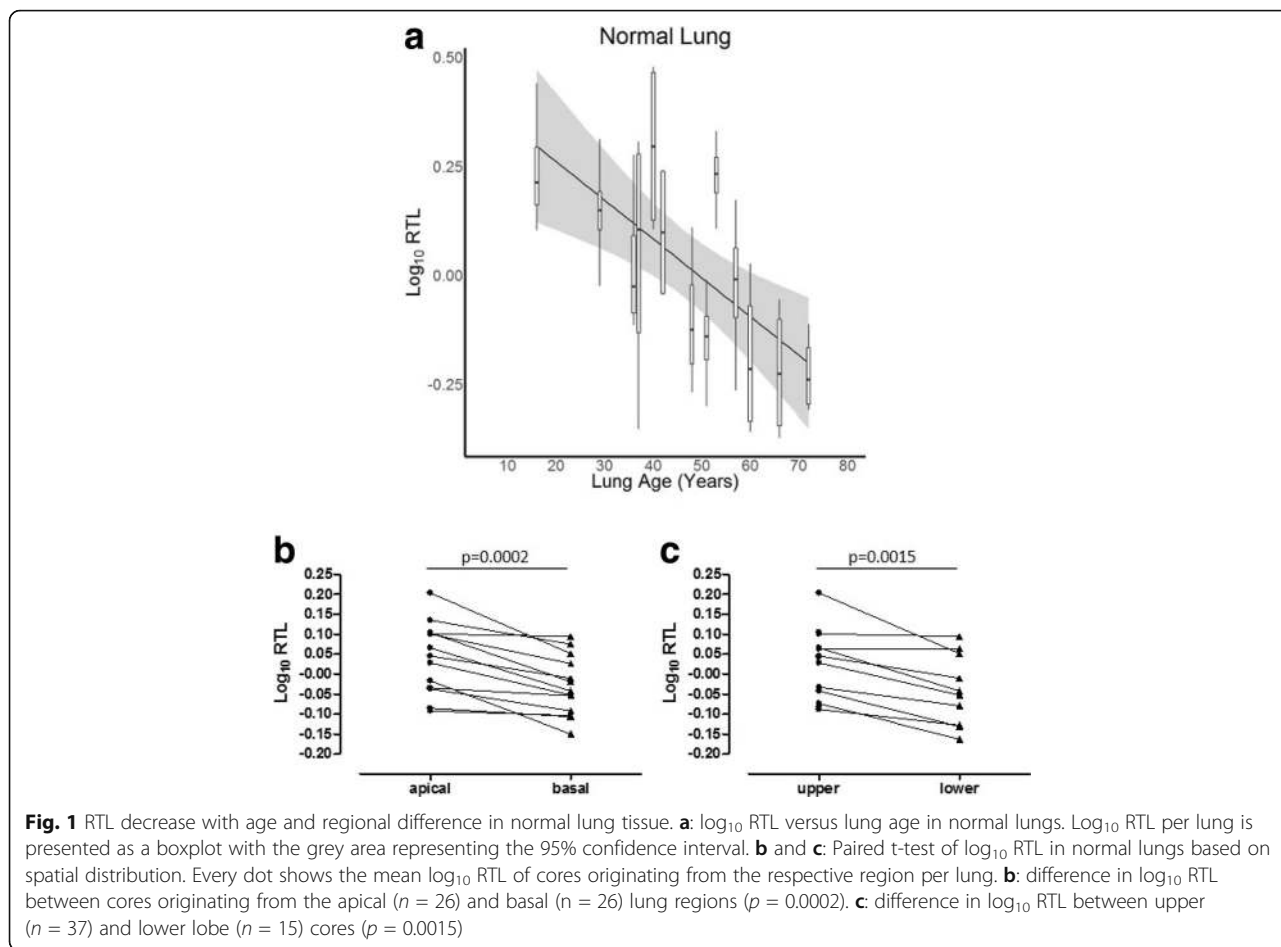 a
Normal Lung
0.50
0.25
0.00
-0.25
Log10 RTL
10 20 30 40 50 60 70 80
Lung Age (Years)
b
p=0.0002
0.25
0.20
0.15
0.10
0.05
-0.00
-0.05
-0.10
-0.15
-0.20
Log10 RTL
apical basal
c
p=0.0015
0.25
0.20
0.15
0.10
0.05
-0.00
-0.05
-0.10
-0.15
-0.20
Log10 RTL
upper lower
Fig. 1 RTL decrease with age and regional difference in normal lung tissue. a: log10 RTL versus lung age in normal lungs. Log10 RTL per lung is
presented as a boxplot with the grey area representing the 95% confidence interval. b and c: Paired t-test of log10 RTL in normal lungs based on
spatial distribution. Every dot shows the mean log10 RTL of cores originating from the respective region per lung. b: difference in log10 RTL
between cores originating from the apical (n = 26) and basal (n = 26) lung regions (p = 0.0002). c: difference in log10 RTL between upper
(n = 37) and lower lobe (n = 15) cores (p = 0.0015)